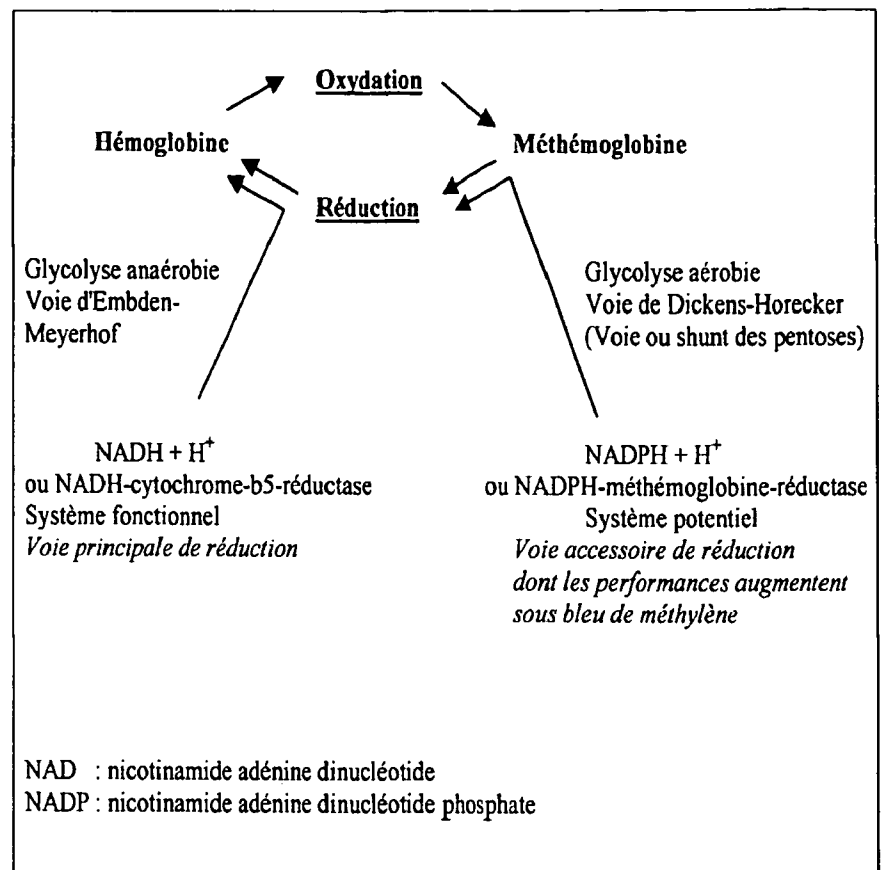 Oxydation
Hémoglobine
Méthémoglobine
Réduction
Glycolyse anaérobie
Voie d'Embden-
Meyerhof
Glycolyse aérobie
Voie de Dickens-Horecker
(Voie ou shunt des pentoses)
NADH + H⁺
ou NADH-cytochrome-b5-réductase
Système fonctionnel
Voie principale de réduction
NADPH + H⁺
ou NADPH-méthémoglobine-réductase
Système potentiel
Voie accessoire de réduction
dont les performances augmentent
sous bleu de méthylène
NAD : nicotinamide adénine dinucléotide
NADP : nicotinamide adénine dinucléotide phosphate